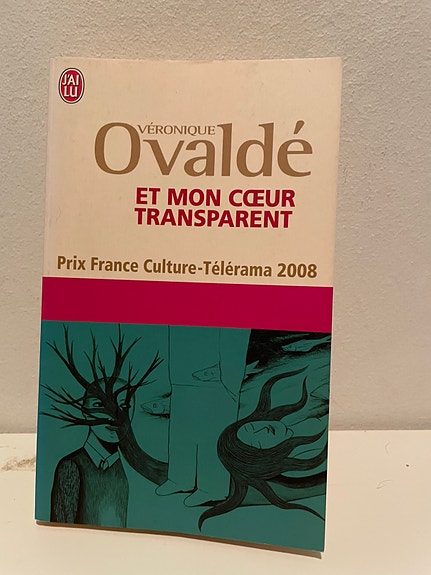 J'AI
LU
VÉRONIQUE
Ovaldé
ET MON CŒUR
TRANSPARENT
Prix France Culture-Télérama 2008